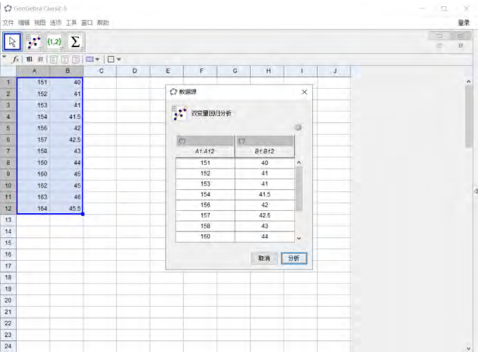 GeoGebra Classic 5
文件 编辑 视图 选项 工具 窗口 帮助
登录
{1,2} Σ
fx
A B C D E F G H I J
1 151 40
2 152 41
3 153 41
4 154 41.5
5 156 42
6 157 42.5
7 158 43
8 160 44
9 160 45
10 162 45
11 163 46
12 164 45.5
13
14
15
16
17
18
19
20
21
22
23
24
数据源
双变量回归分析
A1:A12 B1:B12
151 40
152 41
153 41
154 41.5
156 42
157 42.5
158 43
160 44
取消 分析